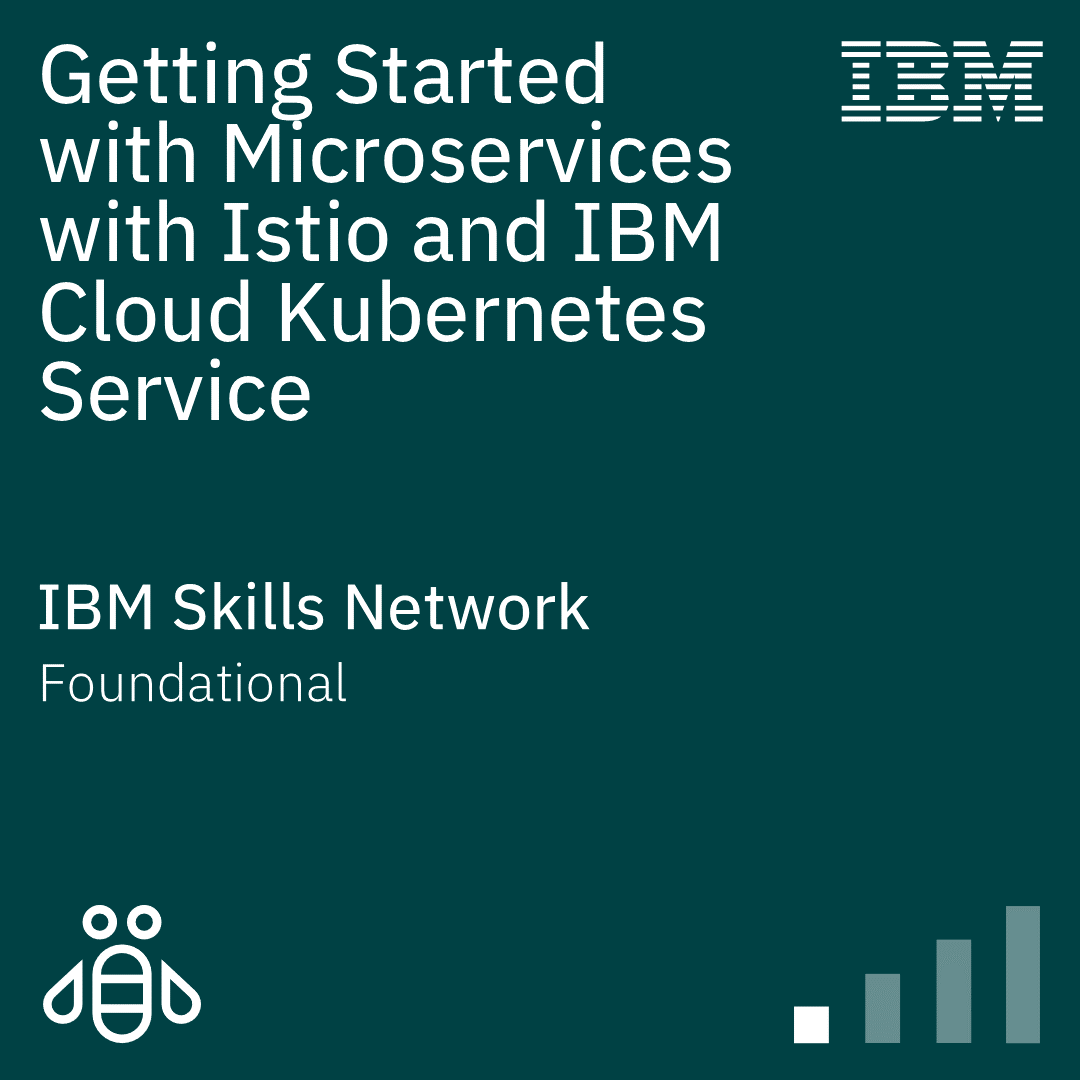 Getting Started
with Microservices
with Istio and IBM
Cloud Kubernetes
Service
IBM
IBM Skills Network
Foundational